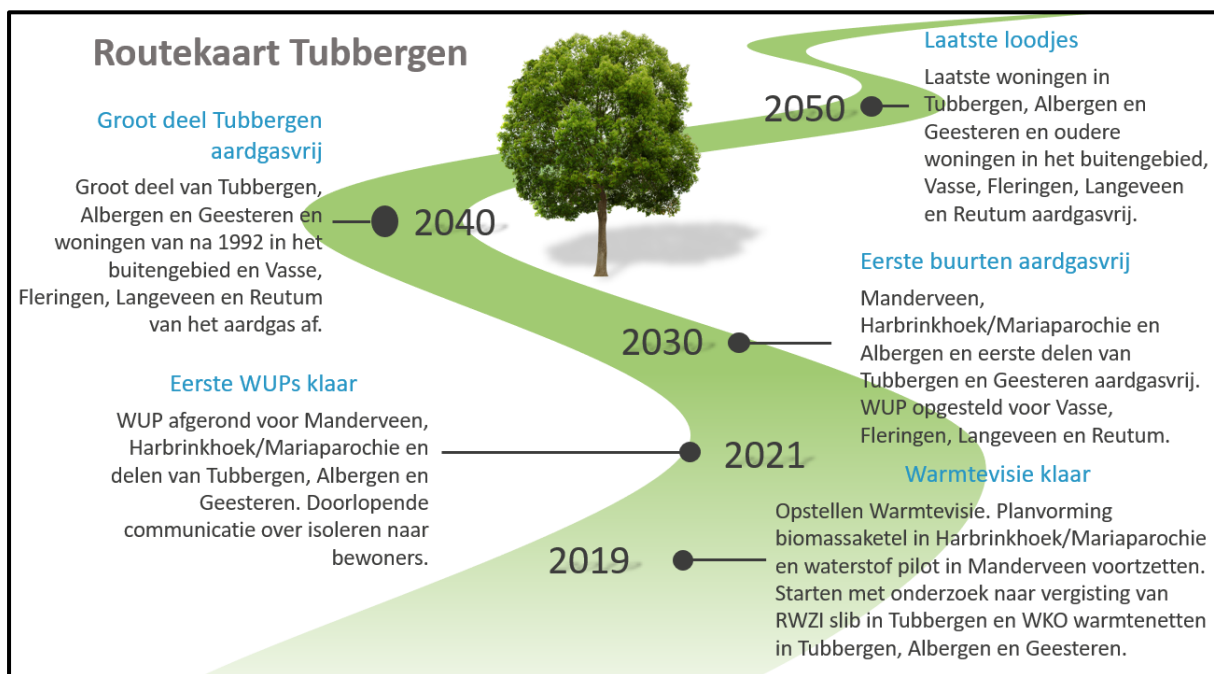 Routekaart Tubbergen
Laatste loodjes
Laatste woningen in
Tubbergen, Albergen en
Geesteren en oudere
woningen in het buitengebied,
Vasse, Fleringen, Langeveen
en Reutum aardgasvrij.
2050
Groot deel Tubbergen
aardgasvrij
Groot deel van Tubbergen,
Albergen en Geesteren en
woningen van na 1992 in het
buitengebied en Vasse,
Fleringen, Langeveen en Reutum
van het aardgas af.
2040
Eerste buurten aardgasvrij
Manderveen,
Harbrinkhoek/Mariaparochie en
Albergen en eerste delen van
Tubbergen en Geesteren aardgasvrij.
WUP opgesteld voor Vasse,
Fleringen, Langeveen en Reutum.
2030
Eerste WUPs klaar
WUP afgerond voor Manderveen,
Harbrinkhoek/Mariaparochie en
delen van Tubbergen, Albergen en
Geesteren. Doorlopende
communicatie over isoleren naar
bewoners.
2021
Warmtevisie klaar
Opstellen Warmtevisie. Planvorming
biomassaketel in Harbrinkhoek/Mariaparochie
en waterstof pilot in Manderveen voortzetten.
Starten met onderzoek naar vergisting van
RWZI slib in Tubbergen en WKO warmtenetten
in Tubbergen, Albergen en Geesteren.
2019